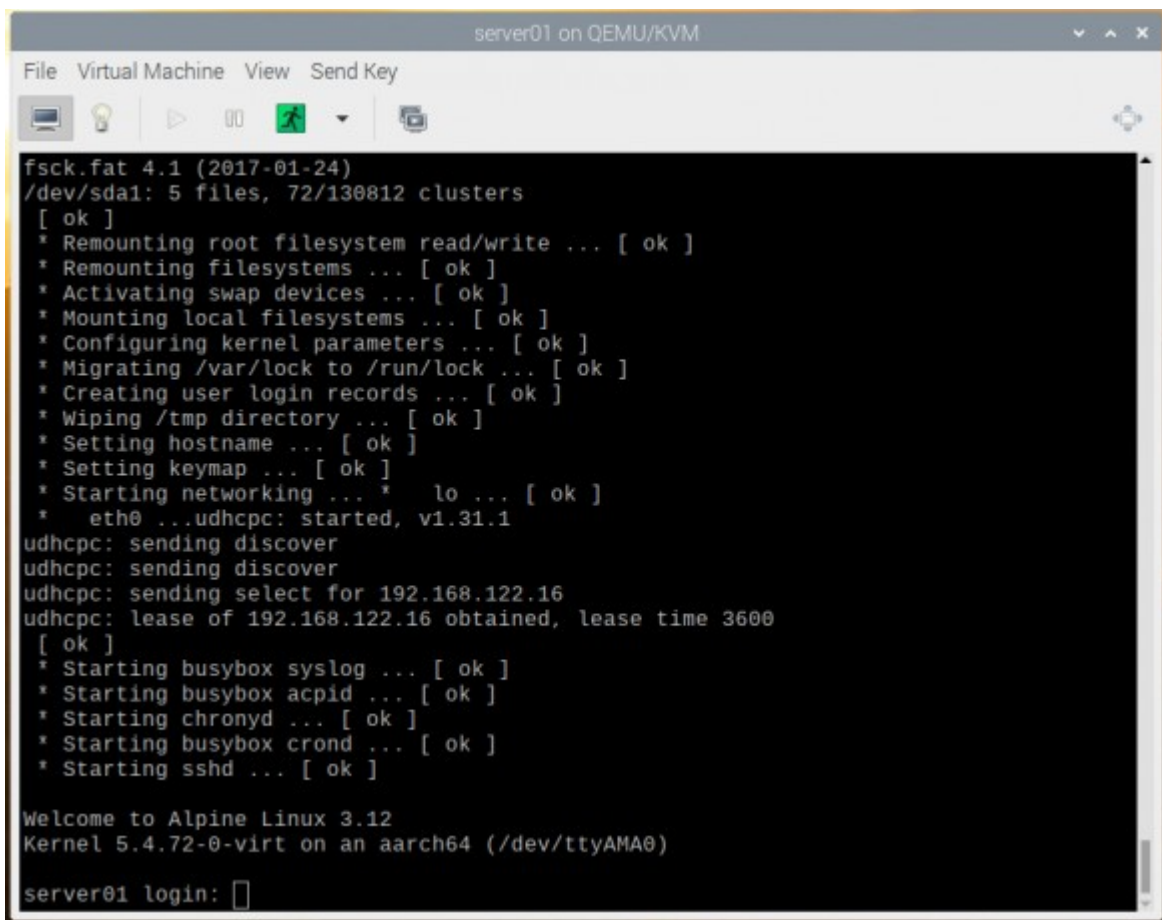 server01 on QEMU/KVM
File Virtual Machine View Send Key
fsck.fat 4.1 (2017-01-24)
/dev/sda1: 5 files, 72/130812 clusters
 [ ok ]
 * Remounting root filesystem read/write ... [ ok ]
 * Remounting filesystems ... [ ok ]
 * Activating swap devices ... [ ok ]
 * Mounting local filesystems ... [ ok ]
 * Configuring kernel parameters ... [ ok ]
 * Migrating /var/lock to /run/lock ... [ ok ]
 * Creating user login records ... [ ok ]
 * Wiping /tmp directory ... [ ok ]
 * Setting hostname ... [ ok ]
 * Setting keymap ... [ ok ]
 * Starting networking ... *   lo ... [ ok ]
 *   eth0 ...udhcpc: started, v1.31.1
udhcpc: sending discover
udhcpc: sending discover
udhcpc: sending select for 192.168.122.16
udhcpc: lease of 192.168.122.16 obtained, lease time 3600
 [ ok ]
 * Starting busybox syslog ... [ ok ]
 * Starting busybox acpid ... [ ok ]
 * Starting chronyd ... [ ok ]
 * Starting busybox crond ... [ ok ]
 * Starting sshd ... [ ok ]
Welcome to Alpine Linux 3.12
Kernel 5.4.72-0-virt on an aarch64 (/dev/ttyAMA0)
server01 login: